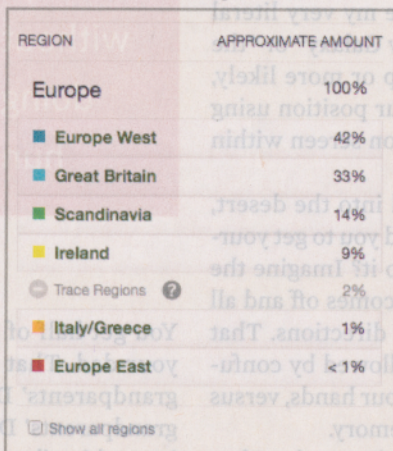 REGION APPROXIMATE AMOUNT
Europe 100%
Europe West 42%
Great Britain 33%
Scandinavia 14%
Ireland 9%
Trace Regions ? 2%
Italy/Greece 1%
Europe East < 1%
Show all regions